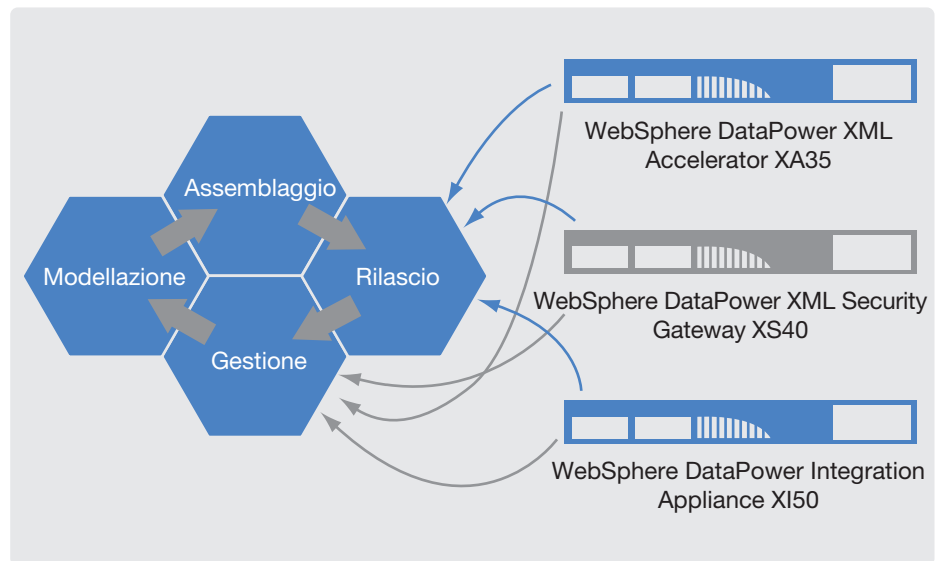 Assemblaggio
Modellazione
Rilascio
Gestione
WebSphere DataPower XML
Accelerator XA35
WebSphere DataPower XML Security
Gateway XS40
WebSphere DataPower Integration
Appliance XI50